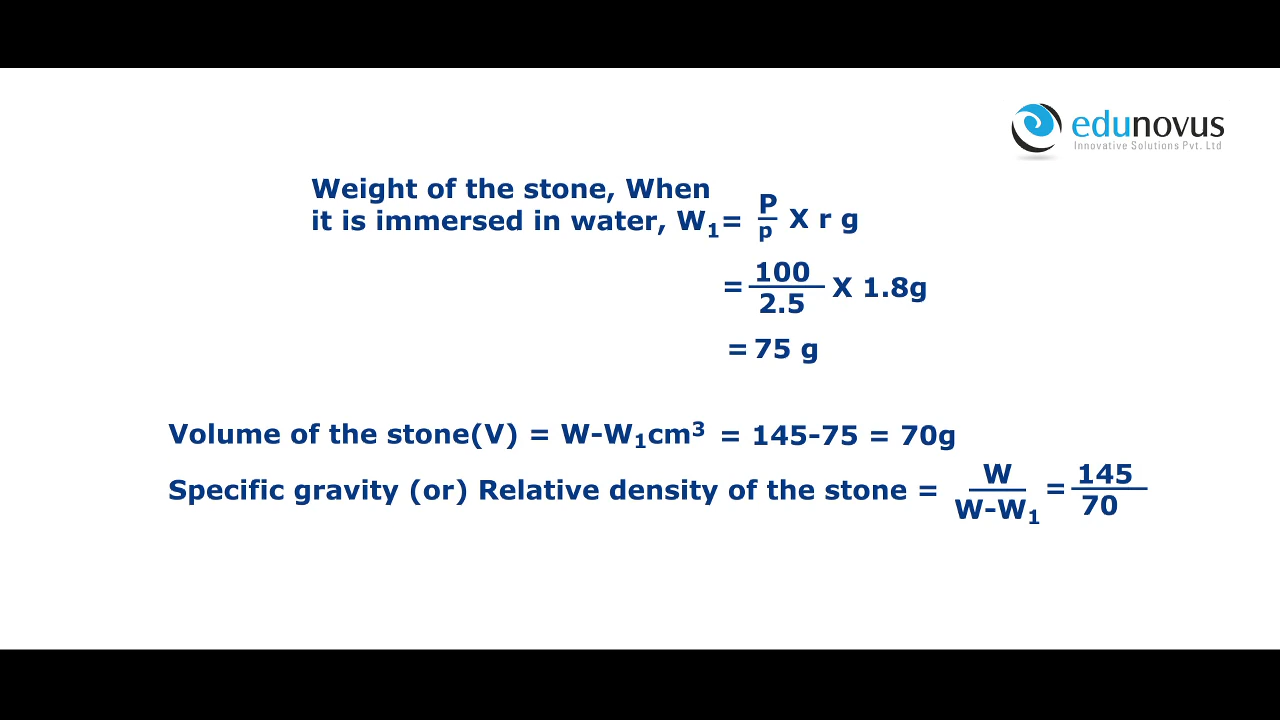 edunovus
Innovative Solutions Pvt. Ltd
Weight of the stone, When
it is immersed in water, W₁ = P/p X r g
= 100/2.5 X 1.8g
= 75 g
Volume of the stone(V) = W-W₁cm³ = 145-75 = 70g
Specific gravity (or) Relative density of the stone = W/W-W₁ = 145/70